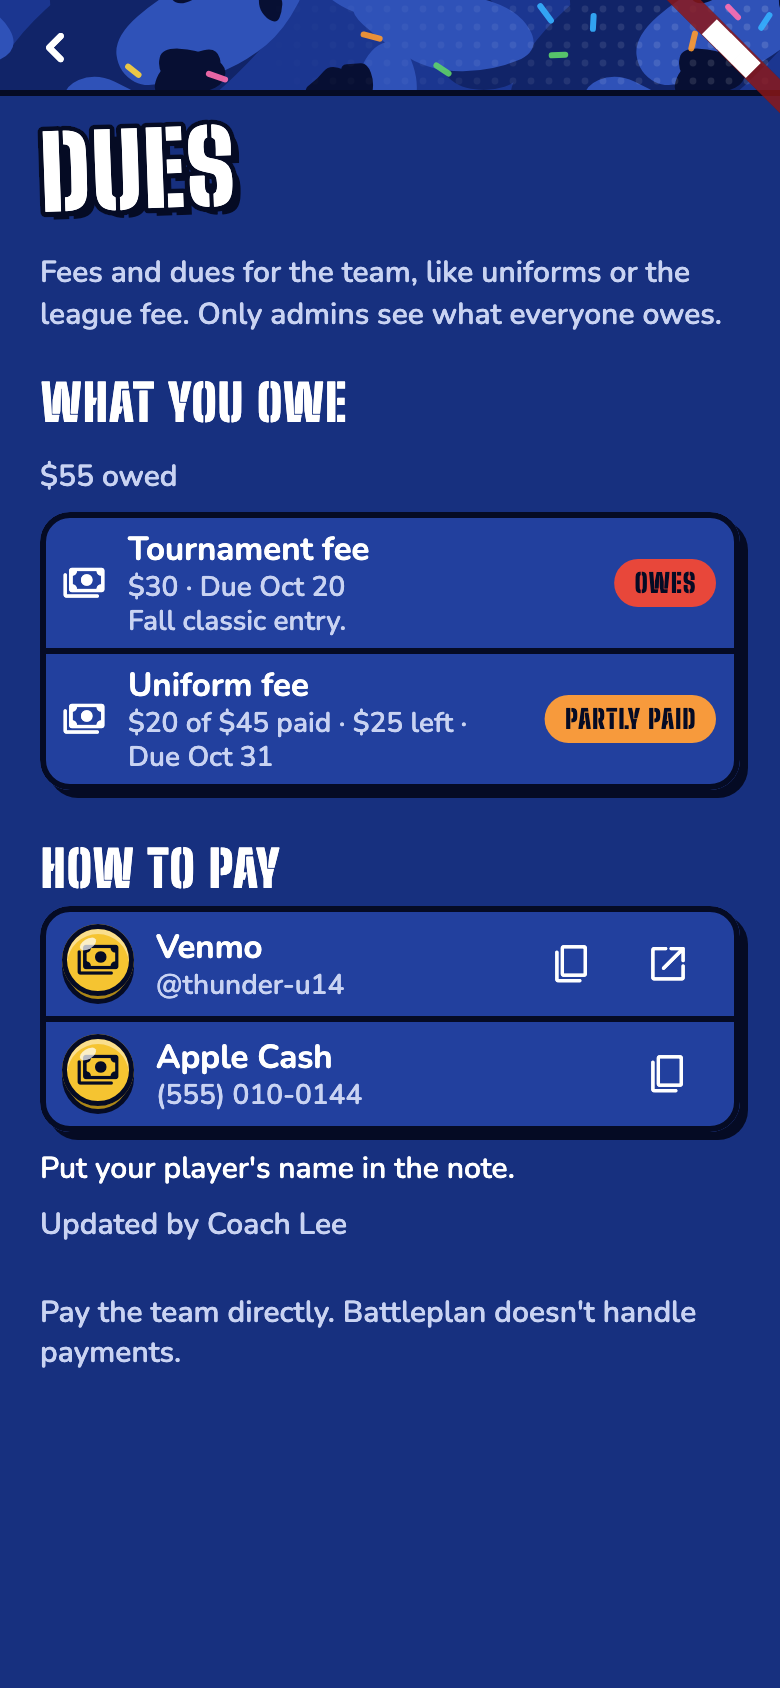 DUES
Fees and dues for the team, like uniforms or the
league fee. Only admins see what everyone owes.
WHAT YOU OWE
$55 owed
Tournament fee
$30 · Due Oct 20
Fall classic entry.
OWES
Uniform fee
$20 of $45 paid · $25 left ·
Due Oct 31
PARTLY PAID
HOW TO PAY
Venmo
@thunder-u14
Apple Cash
(555) 010-0144
Put your player's name in the note.
Updated by Coach Lee
Pay the team directly. Battleplan doesn't handle
payments.